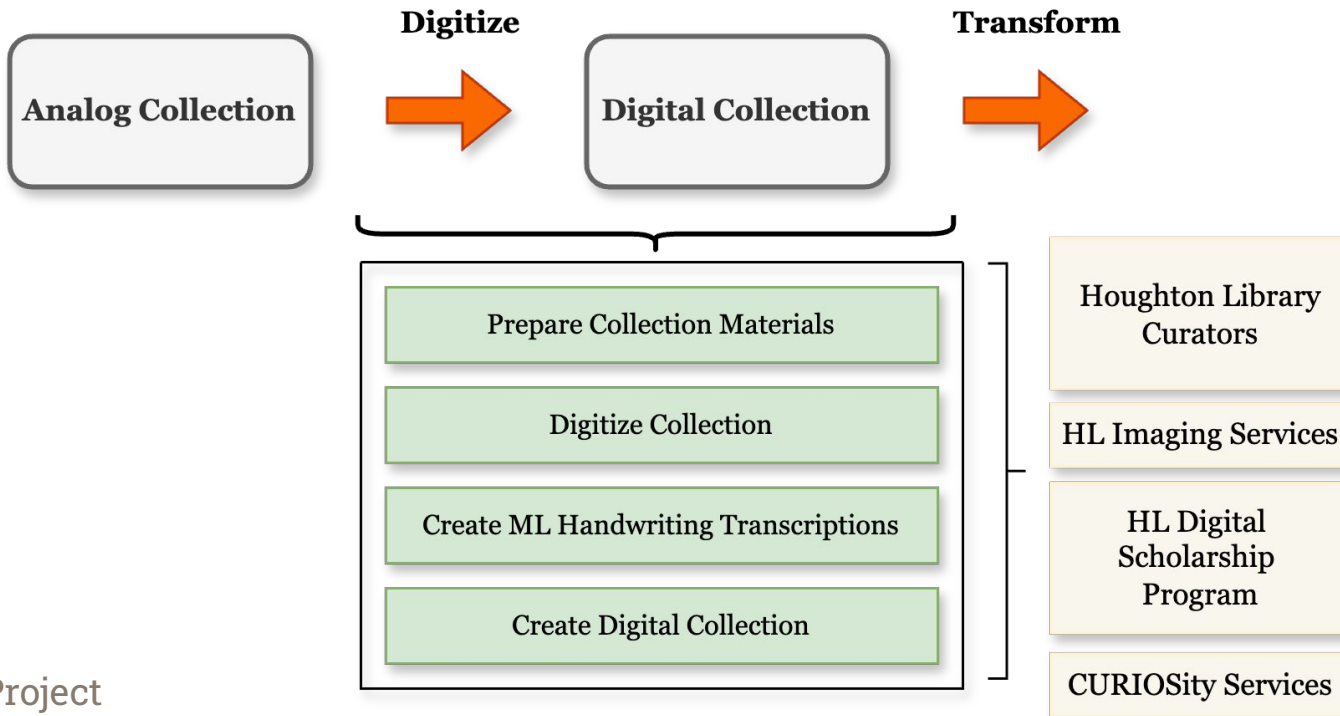 Digitize
Transform
Analog Collection
Digital Collection
Prepare Collection Materials
Digitize Collection
Create ML Handwriting Transcriptions
Create Digital Collection
Houghton Library
Curators
HL Imaging Services
HL Digital
Scholarship
Program
CURIOSity Services
Project